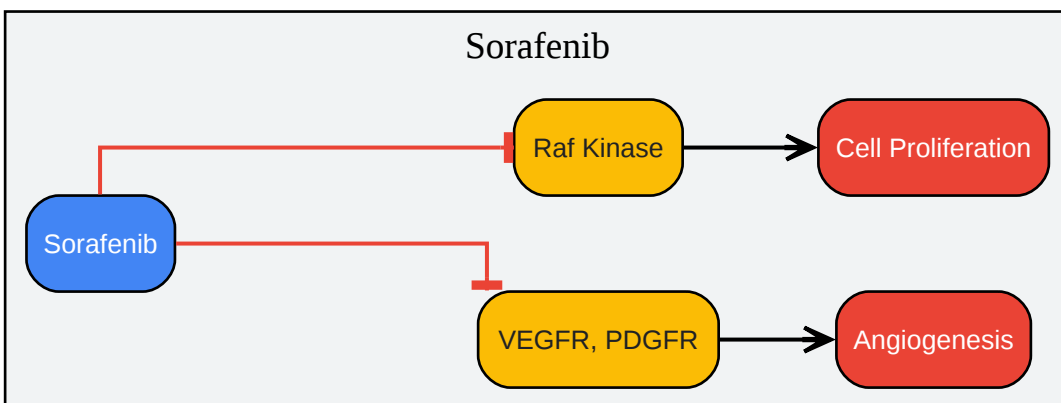 Sorafenib
Raf Kinase
Cell Proliferation
Sorafenib
VEGFR, PDGFR
Angiogenesis